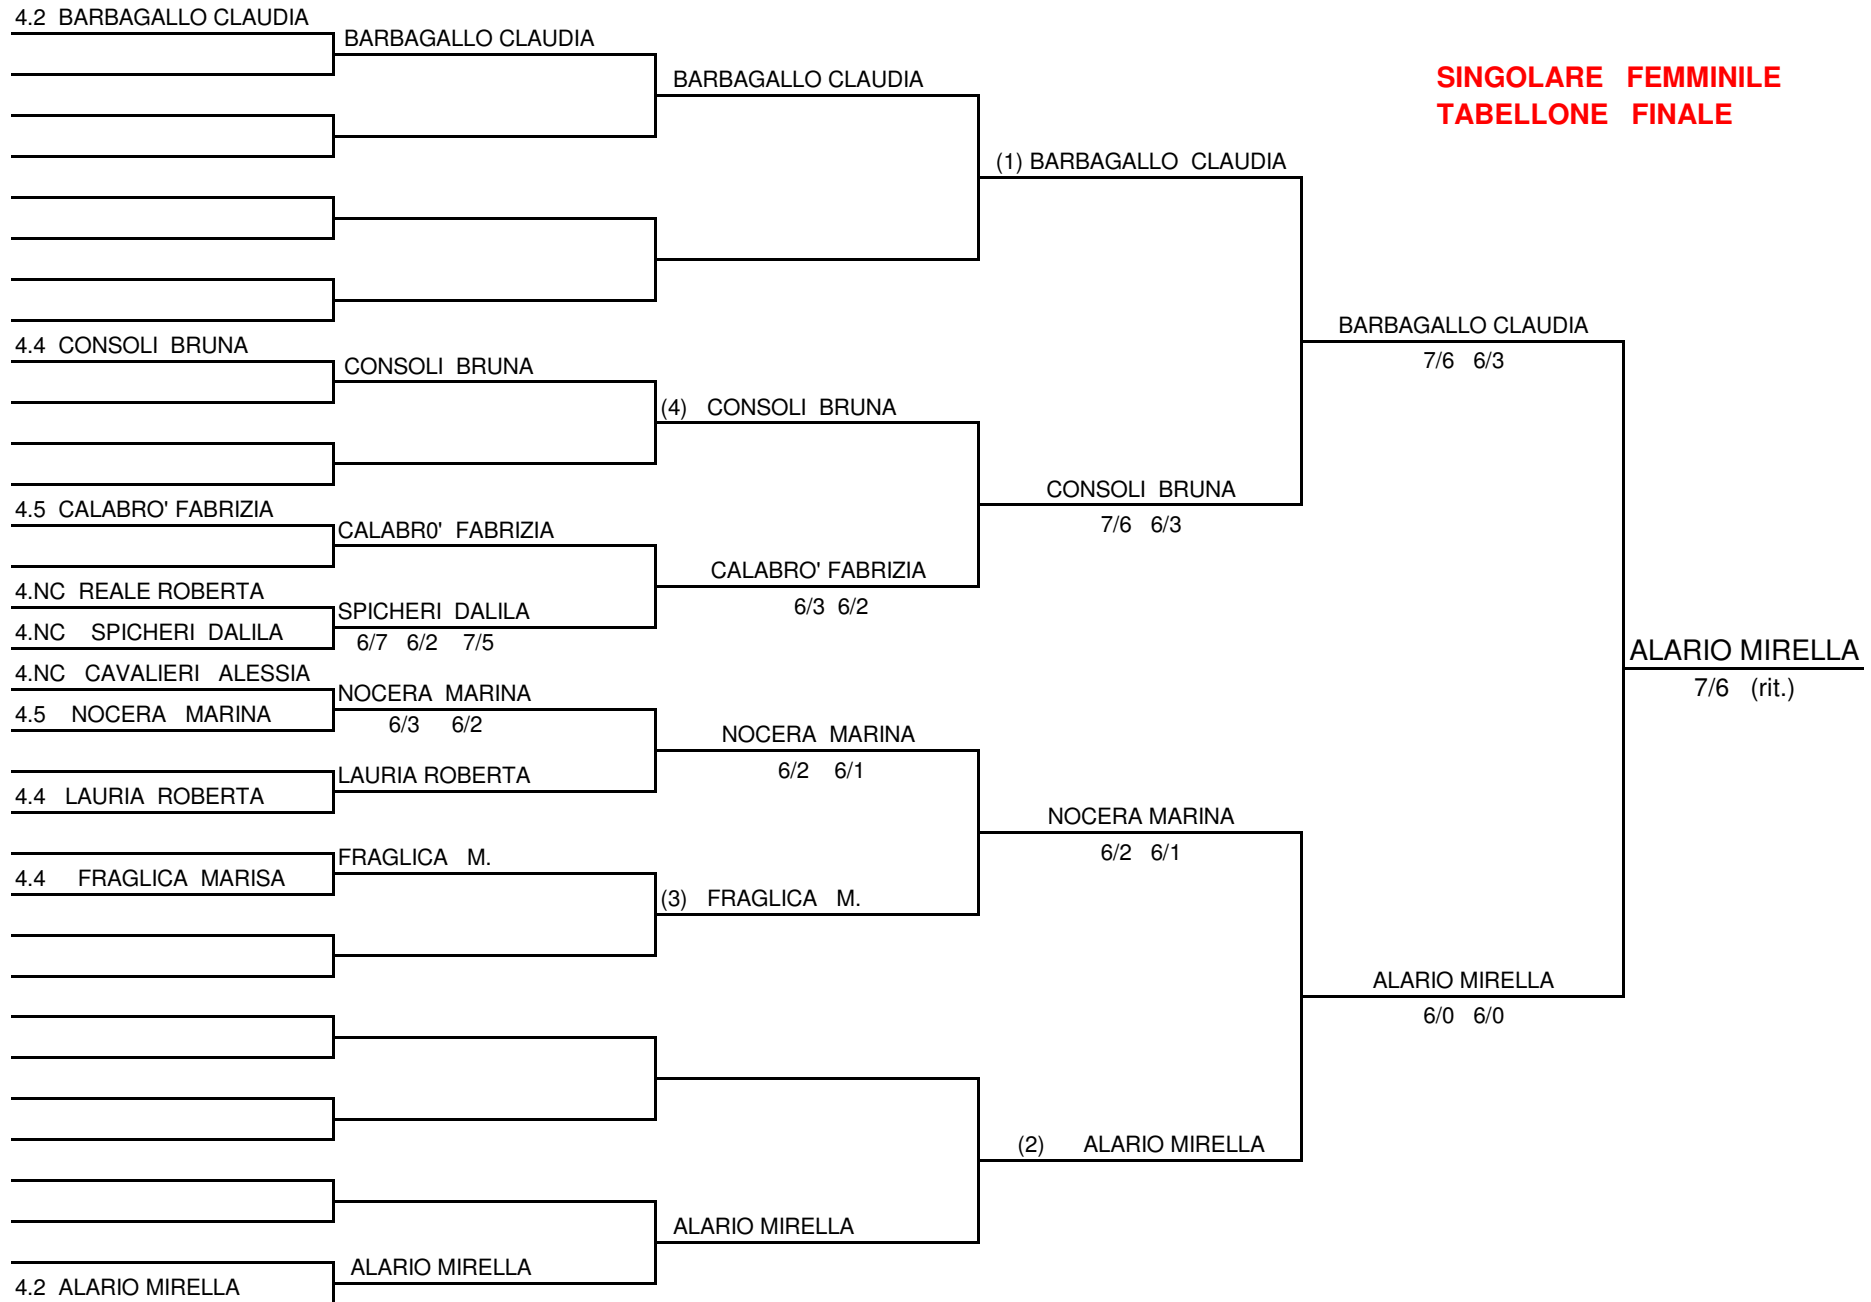 4.2 BARBAGALLO CLAUDIA
BARBAGALLO CLAUDIA
BARBAGALLO CLAUDIA
SINGOLARE FEMMINILE
TABELLONE FINALE
(1) BARBAGALLO CLAUDIA
BARBAGALLO CLAUDIA
7/6 6/3
4.4 CONSOLI BRUNA
CONSOLI BRUNA
(4) CONSOLI BRUNA
CONSOLI BRUNA
7/6 6/3
4.5 CALABRO' FABRIZIA
CALABR0' FABRIZIA
CALABRO' FABRIZIA
6/3 6/2
4.NC REALE ROBERTA
SPICHERI DALILA
4.NC SPICHERI DALILA
6/7 6/2 7/5
ALARIO MIRELLA
7/6 (rit.)
4.NC CAVALIERI ALESSIA
NOCERA MARINA
4.5 NOCERA MARINA
6/3 6/2
NOCERA MARINA
6/2 6/1
LAURIA ROBERTA
4.4 LAURIA ROBERTA
NOCERA MARINA
6/2 6/1
FRAGLICA M.
4.4 FRAGLICA MARISA
(3) FRAGLICA M.
ALARIO MIRELLA
6/0 6/0
(2) ALARIO MIRELLA
ALARIO MIRELLA
ALARIO MIRELLA
4.2 ALARIO MIRELLA